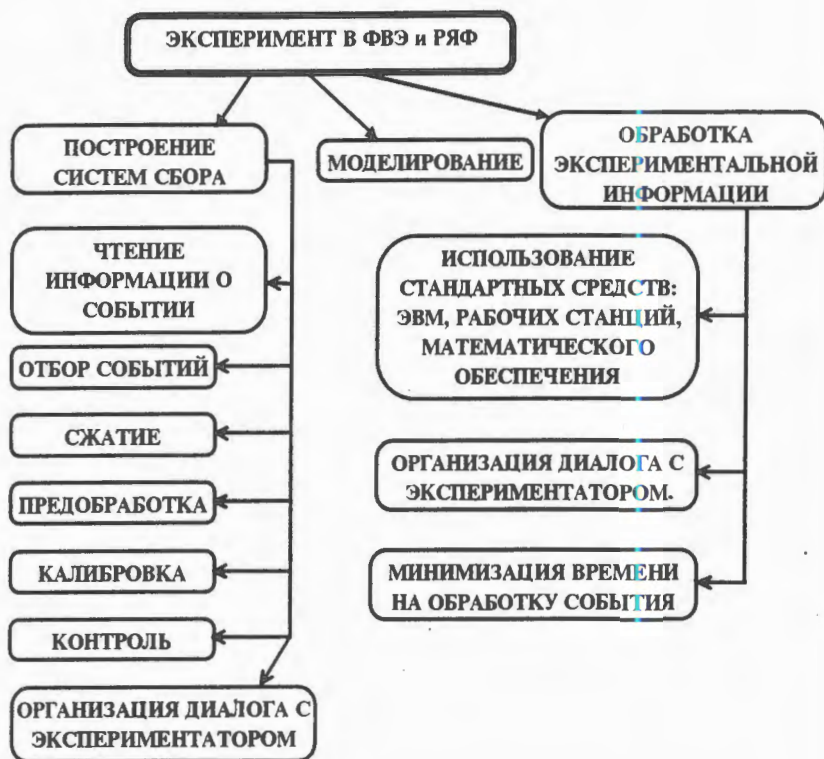 ЭКСПЕРИМЕНТ В ФВЭ и РЯФ
ПОСТРОЕНИЕ
СИСТЕМ СБОРА
МОДЕЛИРОВАНИЕ
ОБРАБОТКА
ЭКСПЕРИМЕНТАЛЬНОЙ
ИНФОРМАЦИИ
ЧТЕНИЕ
ИНФОРМАЦИИ О
СОБЫТИИ
ОТБОР СОБЫТИЙ
СЖАТИЕ
ПРЕДОБРАБОТКА
КАЛИБРОВКА
КОНТРОЛЬ
ОРГАНИЗАЦИЯ ДИАЛОГА С
ЭКСПЕРИМЕНТАТОРОМ
ИСПОЛЬЗОВАНИЕ
СТАНДАРТНЫХ СРЕДСТВ:
ЭВМ, РАБОЧИХ СТАНЦИЙ,
МАТЕМАТИЧЕСКОГО
ОБЕСПЕЧЕНИЯ
ОРГАНИЗАЦИЯ ДИАЛОГА С
ЭКСПЕРИМЕНТАТОРОМ.
МИНИМИЗАЦИЯ ВРЕМЕНИ
НА ОБРАБОТКУ СОБЫТИЯ